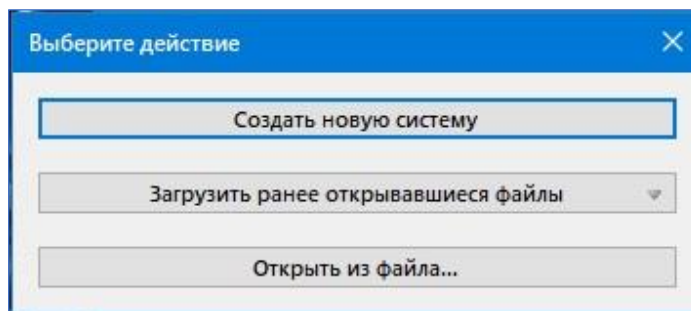 Выберите действие
Создать новую систему
Загрузить ранее открывавшиеся файлы
Открыть из файла...